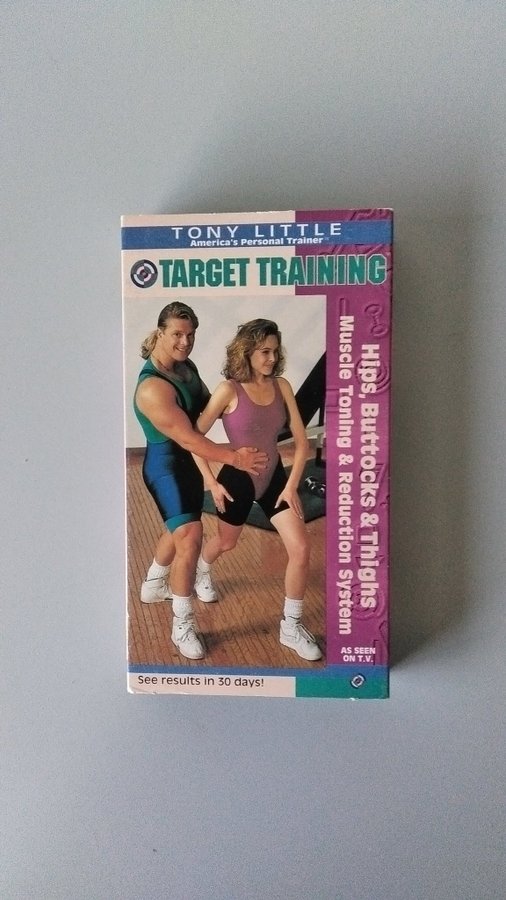 TONY LITTLE
America's Personal Trainer™
TARGET TRAINING
Hips, Buttocks & Thighs
Muscle Toning & Reduction System
AS SEEN
ON T.V.
See results in 30 days!